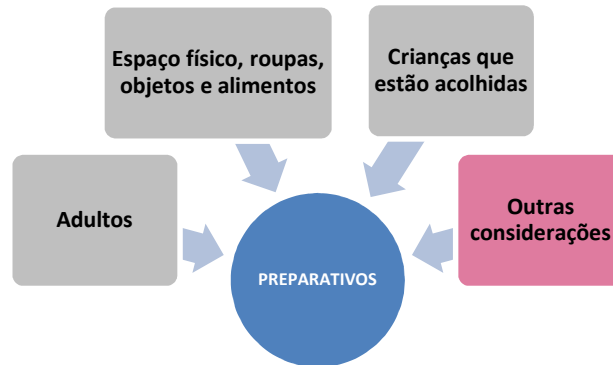 Espaço físico, roupas,
objetos e alimentos
Crianças que
estão acolhidas
Adultos
Outras
considerações
PREPARATIVOS